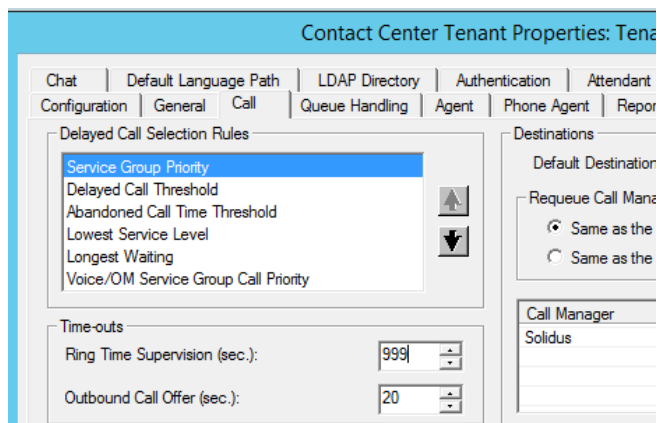 Contact Center Tenant Properties: Tena
Chat Default Language Path LDAP Directory Authentication Attendant
Configuration General Call Queue Handling Agent Phone Agent Repor
Delayed Call Selection Rules
Service Group Priority
Delayed Call Threshold
Abandoned Call Time Threshold
Lowest Service Level
Longest Waiting
Voice/OM Service Group Call Priority
Time-outs
Ring Time Supervision (sec.): 999
Outbound Call Offer (sec.): 20
Destinations
Default Destination
Requeue Call Mana
Same as the
Same as the
Call Manager
Solidus